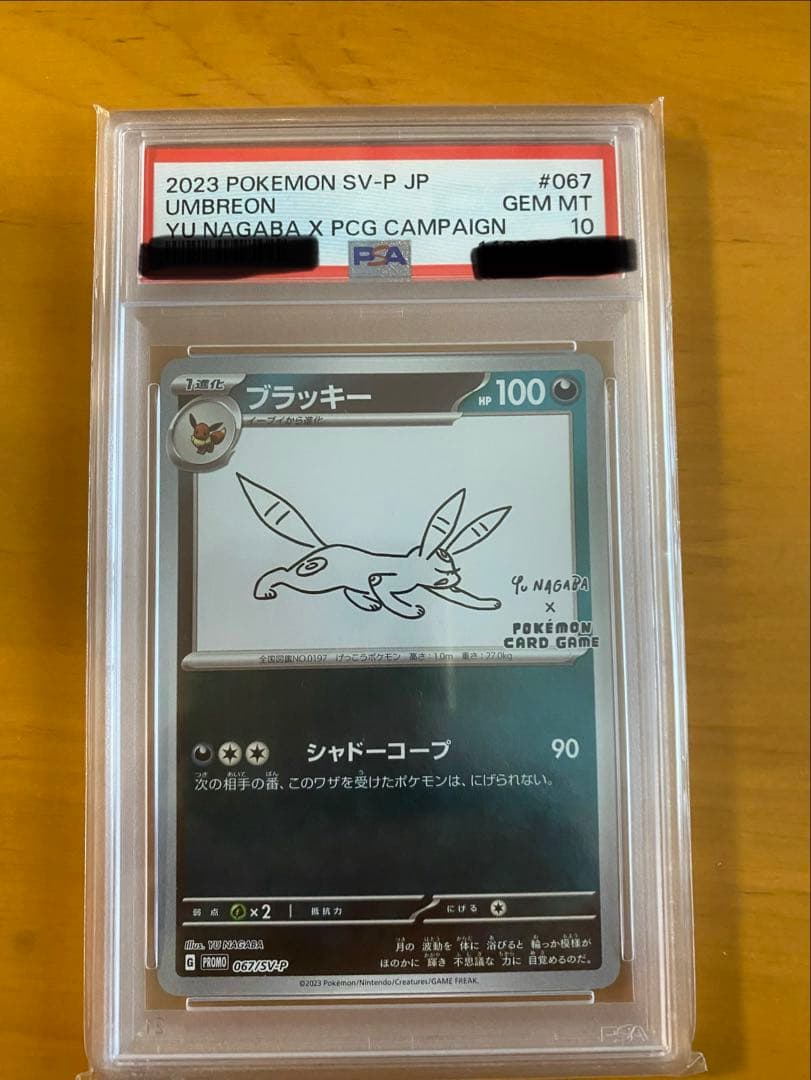 2023 POKEMON SV-P JP #067
UMBREON GEM MT
YU NAGABA X PCG CAMPAIGN 10
PSA
1進化 ブラッキー HP 100
イーブイから進化
YU NAGABA
X
POKÉMON
CARD GAME
全国図鑑NO.0197 げっこうポケモン 高さ:1.0m 重さ:27.0kg
シャドーコープ 90
次の相手の番、このワザを受けたポケモンは、にげられない。
弱点 ×2 抵抗力 にげる
Illus. YU NAGABA
月の 波動を 体に 浴びると 輪っか模様が
ほのかに 輝き 不思議な 力に 目覚めるのだ。
G PROMO 067/SV-P
©2023 Pokémon/Nintendo/Creatures/GAME FREAK.
PSA